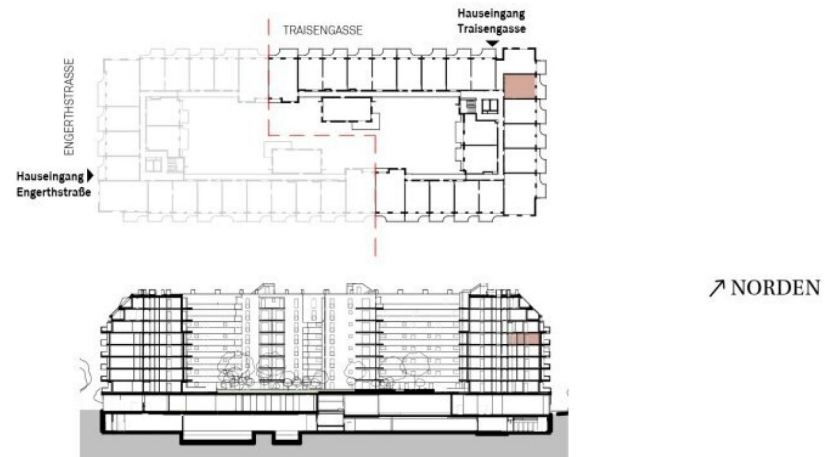 Hauseingang
Traisengasse
TRAISENGASSE
ENGERTHSTRASSE
Hauseingang
Engerthstraße
NORDEN